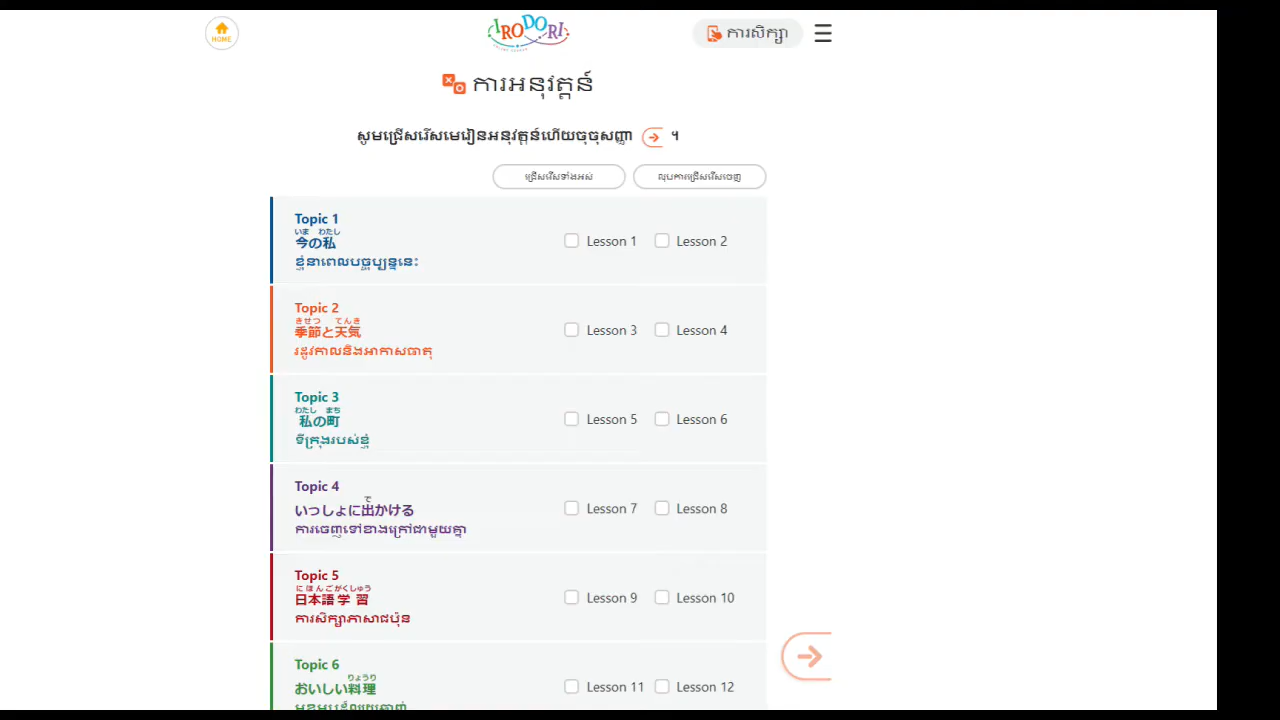 HOME
IRODORI
ការសិក្សា
ការអនុវត្តន៍
សូមជ្រើសរើសមេរៀនអនុវត្តន៍ហើយចុចសញ្ញា ។
ជ្រើសរើសទាំងអស់ លុបការជ្រើសរើសចេញ
Topic 1
いま わたし
今の私
ខ្ញុំនាពេលបច្ចុប្បន្ននេះ
Lesson 1 Lesson 2
Topic 2
きせつ てんき
季節と天気
រដូវកាលនិងអាកាសធាតុ
Lesson 3 Lesson 4
Topic 3
わたし まち
私の町
ទីក្រុងរបស់ខ្ញុំ
Lesson 5 Lesson 6
Topic 4
で
いっしょに出かける
ការចេញទៅខាងក្រៅជាមួយគ្នា
Lesson 7 Lesson 8
Topic 5
にほんごがくしゅう
日本語学習
ការសិក្សាភាសាជប៉ុន
Lesson 9 Lesson 10
Topic 6
りょうり
おいしい料理
Lesson 11 Lesson 12